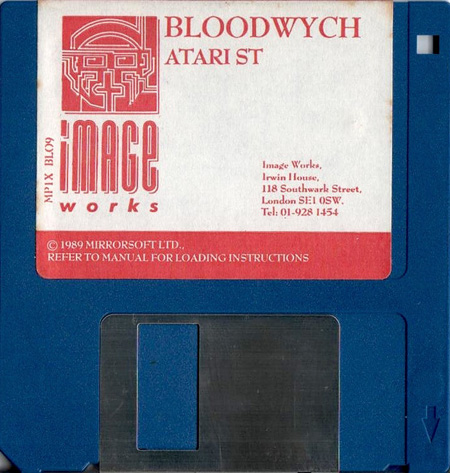 BLOODWYCH
ATARI ST
iMAGE
works
MP1X BLO9
Image Works,
Irwin House,
118 Southwark Street,
London SE1 0SW.
Tel: 01-928 1454
© 1989 MIRRORSOFT LTD.,
REFER TO MANUAL FOR LOADING INSTRUCTIONS